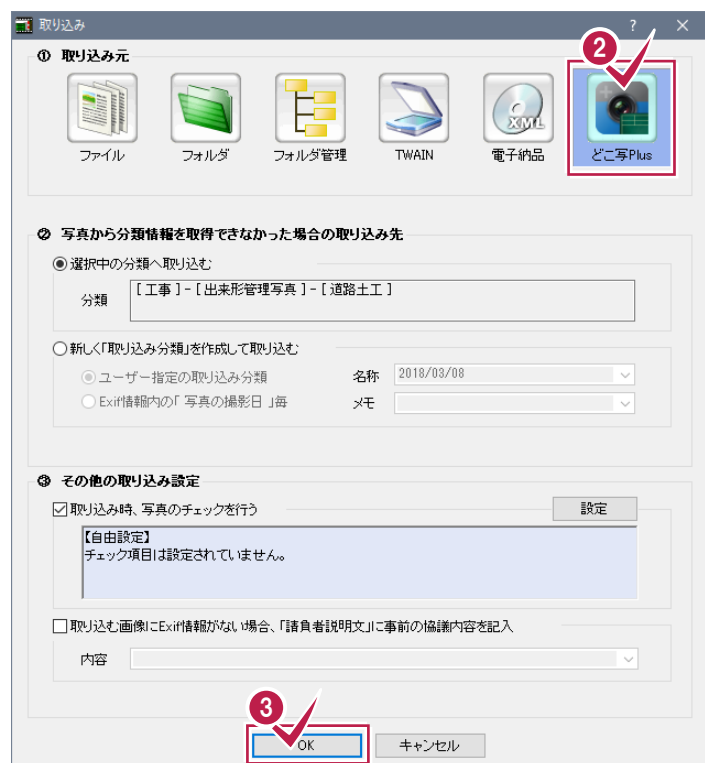 取り込み ? ×
2
① 取り込み元
ファイル フォルダ フォルダ管理 TWAIN 電子納品 どこ写Plus
XML
② 写真から分類情報を取得できなかった場合の取り込み先
選択中の分類へ取り込む
分類 [ 工事 ] - [ 出来形管理写真 ] - [ 道路土工 ]
新しく「取り込み分類」を作成して取り込む
ユーザー指定の取り込み分類 名称 2018/03/08
Exif情報内の「 写真の撮影日 」毎 メモ
③ その他の取り込み設定
取り込み時、写真のチェックを行う 設定
【自由設定】
チェック項目は設定されていません。
取り込む画像にExif情報がない場合、「請負者説明文」に事前の協議内容を記入
内容
3
OK キャンセル